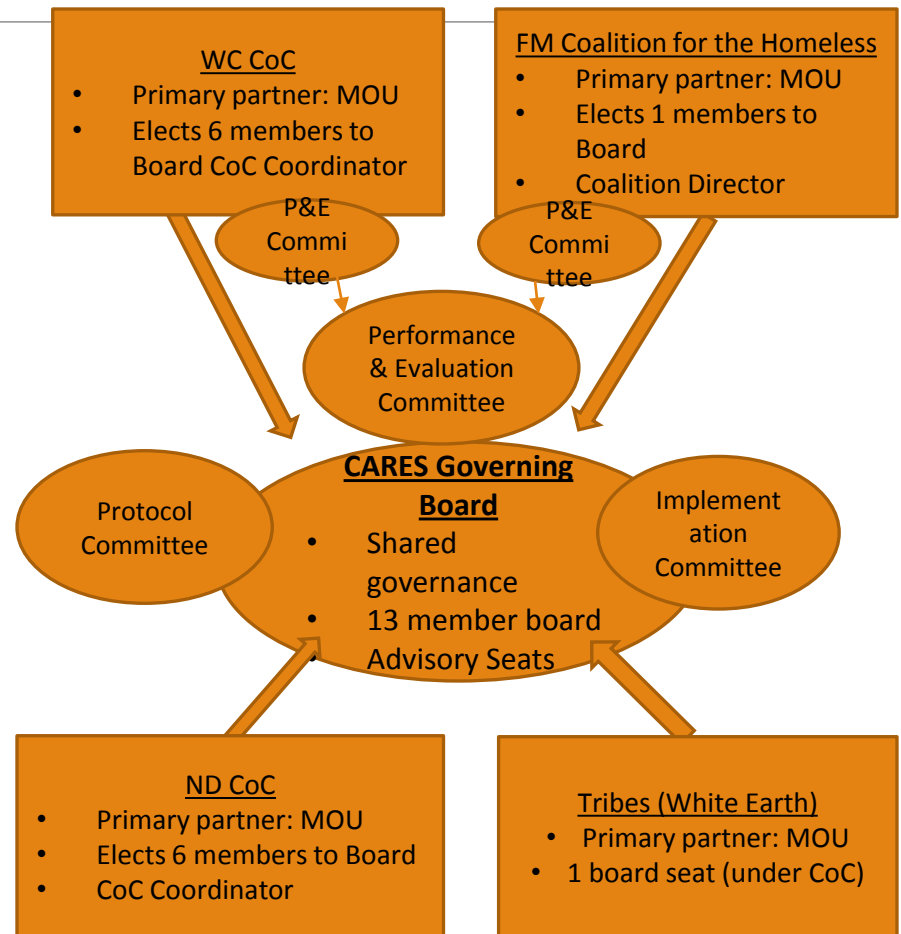 WC CoC
• Primary partner: MOU
• Elects 6 members to
Board CoC Coordinator
FM Coalition for the Homeless
• Primary partner: MOU
• Elects 1 members to
Board
• Coalition Director
P&E
Commi
ttee
P&E
Commi
ttee
Performance
& Evaluation
Committee
Protocol
Committee
CARES Governing
Board
• Shared
governance
• 13 member board
• Advisory Seats
Implement
ation
Committee
ND CoC
• Primary partner: MOU
• Elects 6 members to Board
• CoC Coordinator
Tribes (White Earth)
• Primary partner: MOU
• 1 board seat (under CoC)